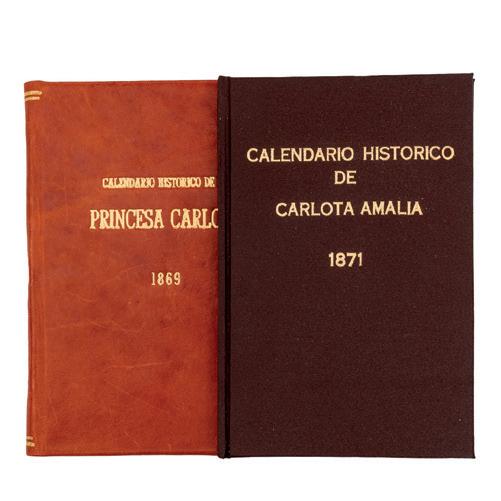 CALENDARIO HISTORICO DE
PRINCESA CARLO
1869
CALENDARIO HISTORICO
DE
CARLOTA AMALIA
1871